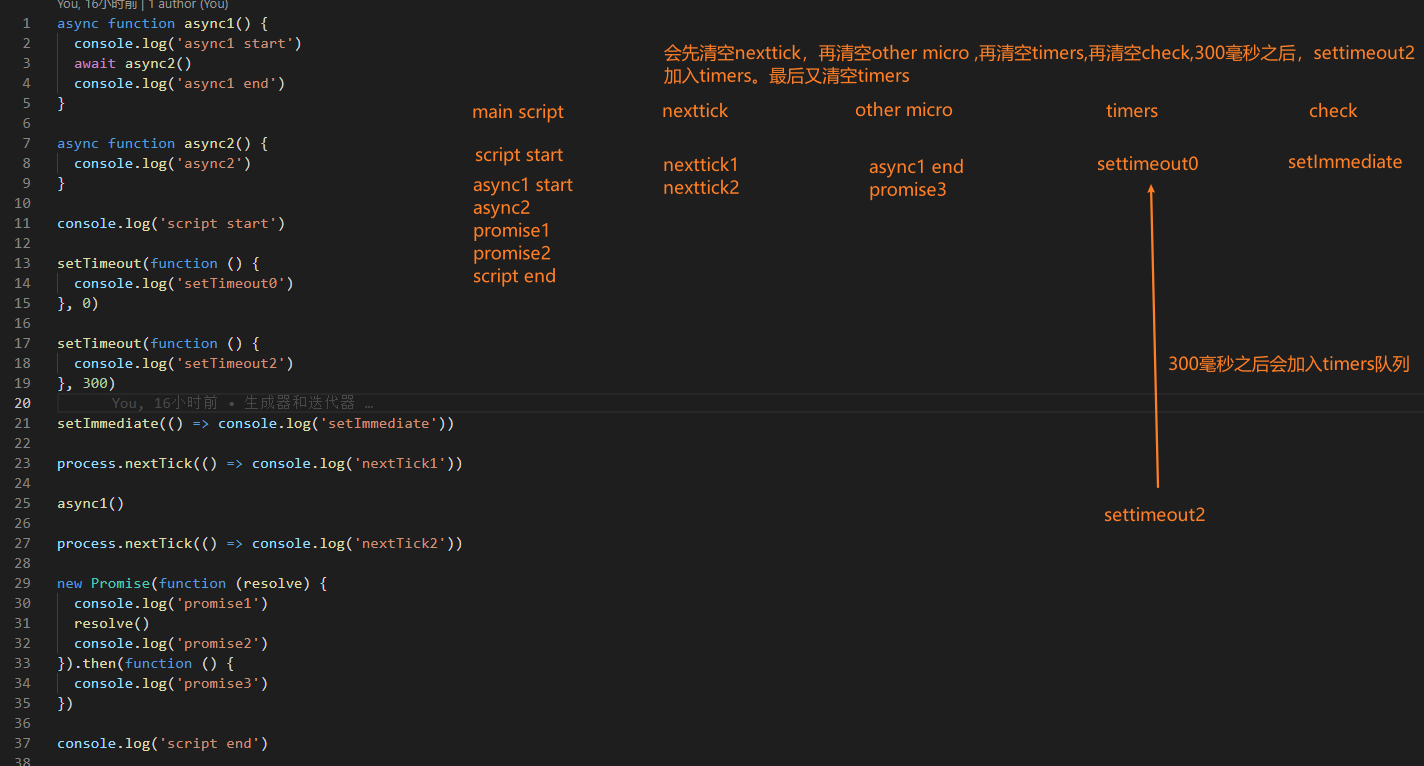 You, 16小时前 | 1 author (You)
1 async function async1() {
2 console.log('async1 start')
3 await async2()
4 console.log('async1 end')
5 }
6
7 async function async2() {
8 console.log('async2')
9 }
10
11 console.log('script start')
12
13 setTimeout(function () {
14 console.log('setTimeout0')
15 }, 0)
16
17 setTimeout(function () {
18 console.log('setTimeout2')
19 }, 300)
20 You, 16小时前 • 生成器和迭代器 …
21 setImmediate(() => console.log('setImmediate'))
22
23 process.nextTick(() => console.log('nextTick1'))
24
25 async1()
26
27 process.nextTick(() => console.log('nextTick2'))
28
29 new Promise(function (resolve) {
30 console.log('promise1')
31 resolve()
32 console.log('promise2')
33 }).then(function () {
34 console.log('promise3')
35 })
36
37 console.log('script end')
38
会先清空nexttick，再清空other micro ,再清空timers,再清空check,300毫秒之后，settimeout2
加入timers。最后又清空timers
main script
script start
async1 start
async2
promise1
promise2
script end
nexttick
nexttick1
nexttick2
other micro
async1 end
promise3
timers
settimeout0
300毫秒之后会加入timers队列
settimeout2
check
setImmediate